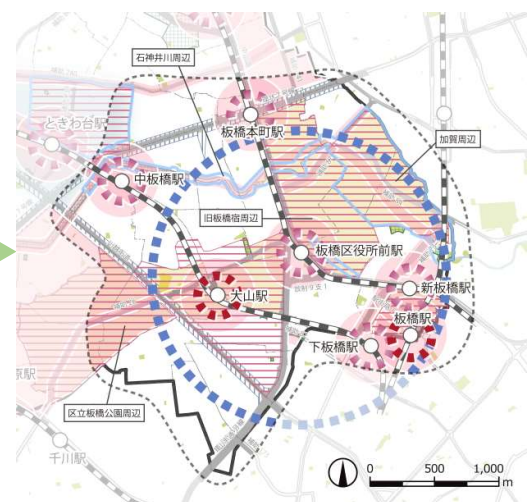 石神井川周辺
ときわ台駅
板橋本町駅
加賀周辺
中板橋駅
旧板橋宿周辺
板橋区役所前駅
大山駅
新板橋駅
板橋駅
下板橋駅
区立板橋公園周辺
千川駅
0 500 1,000
m